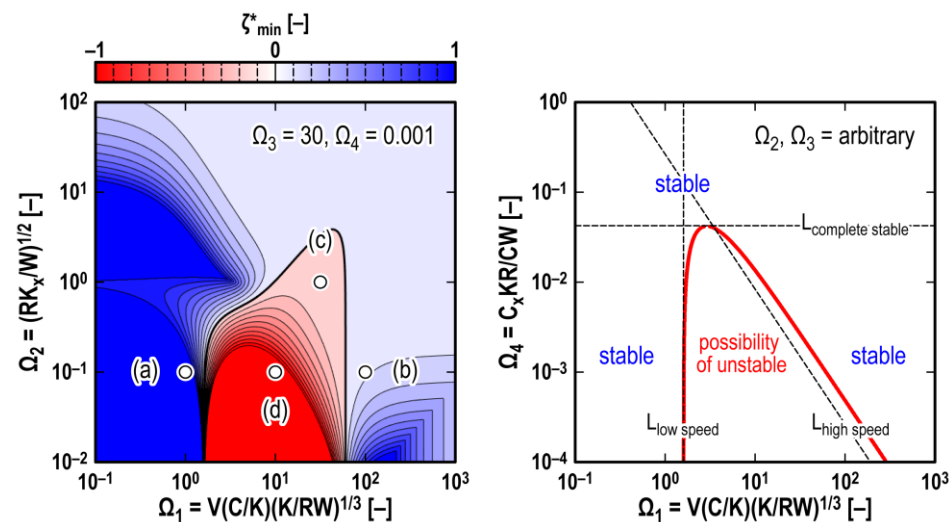 ζ*min [–]
–1 0 1
Ω3 = 30, Ω4 = 0.001
10² 10¹ 10⁰ 10⁻¹ 10⁻²
Ω2 = (RKx/W)1/2 [–]
(a)
(b)
(c)
(d)
10⁻¹ 10⁰ 10¹ 10² 10³
Ω1 = V(C/K)(K/RW)1/3 [–]
Ω2, Ω3 = arbitrary
10⁰ 10⁻¹ 10⁻² 10⁻³ 10⁻⁴
Ω4 = CxKR/CW [–]
stable
Lcomplete stable
stable
possibility
of unstable
stable
Llow speed
Lhigh speed
10⁻¹ 10⁰ 10¹ 10² 10³
Ω1 = V(C/K)(K/RW)1/3 [–]